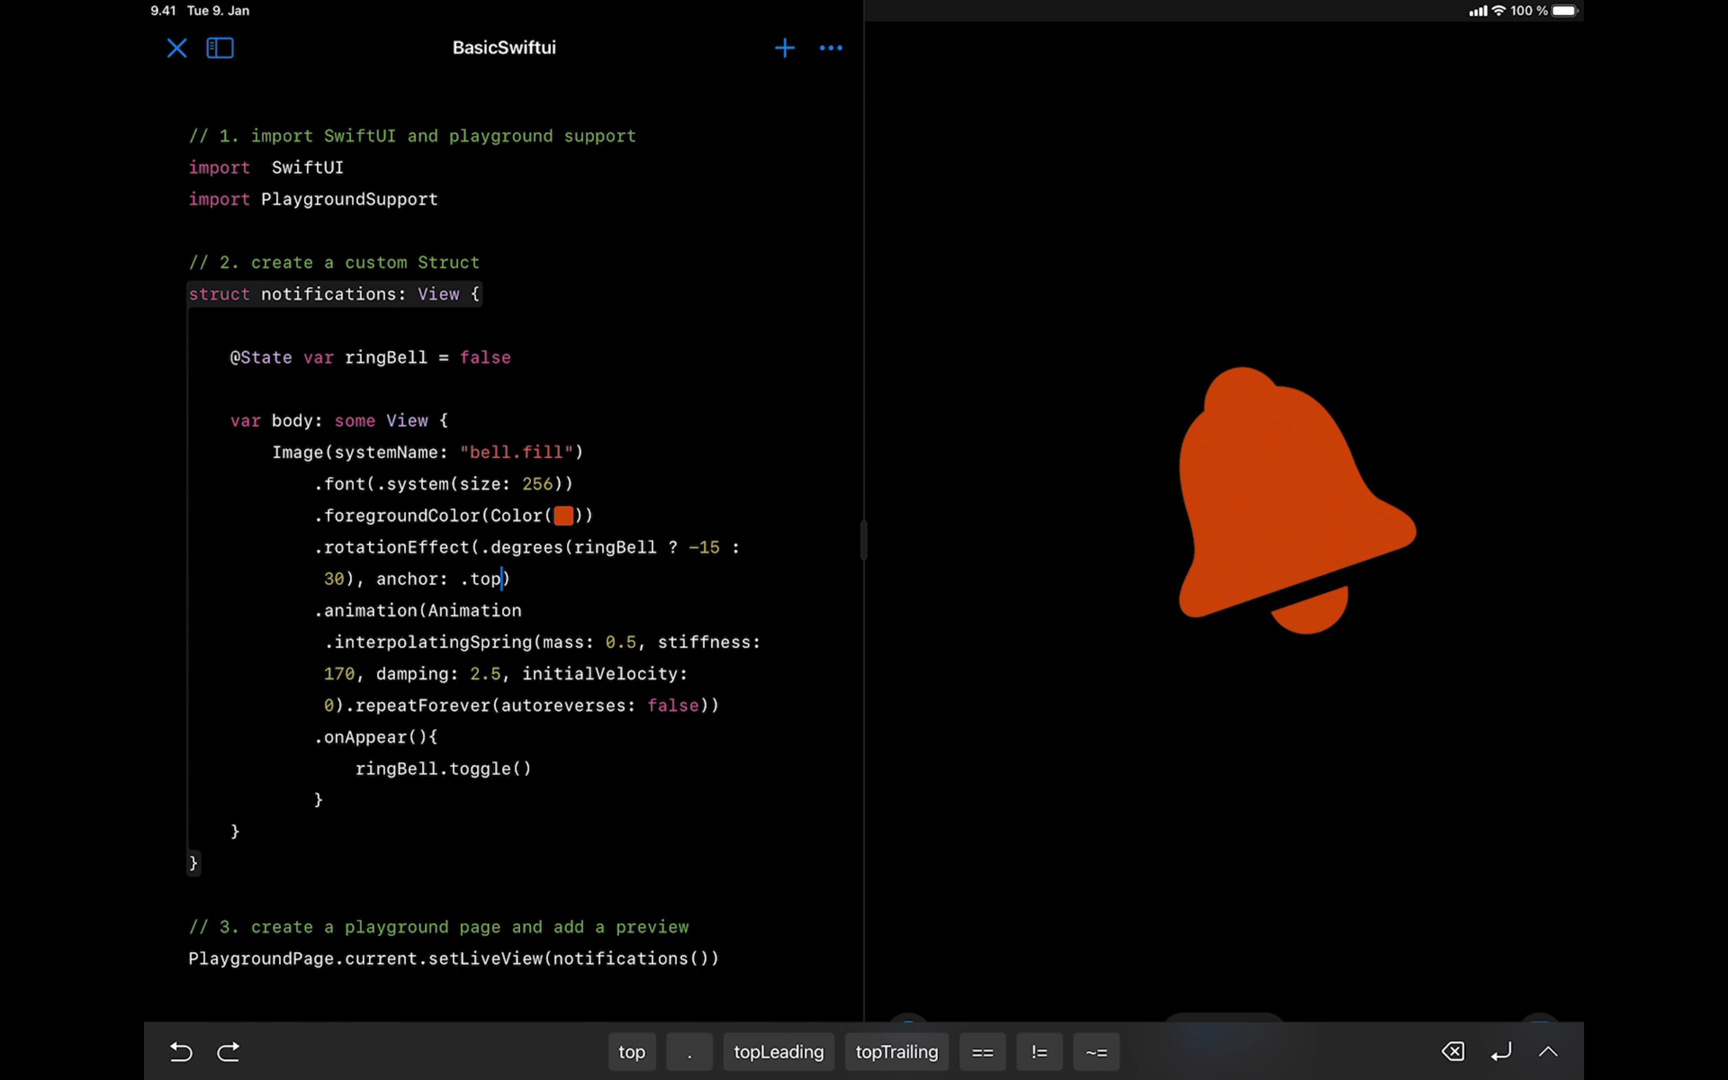 9.41 Tue 9. Jan
100 %
BasicSwiftui
// 1. import SwiftUI and playground support
import  SwiftUI
import PlaygroundSupport
// 2. create a custom Struct
struct notifications: View {
@State var ringBell = false
var body: some View {
Image(systemName: "bell.fill")
.font(.system(size: 256))
.foregroundColor(Color( ))
.rotationEffect(.degrees(ringBell ? -15 :
30), anchor: .top)
.animation(Animation
.interpolatingSpring(mass: 0.5, stiffness:
170, damping: 2.5, initialVelocity:
0).repeatForever(autoreverses: false))
.onAppear(){
ringBell.toggle()
}
}
}
// 3. create a playground page and add a preview
PlaygroundPage.current.setLiveView(notifications())
top . topLeading topTrailing == != ~=